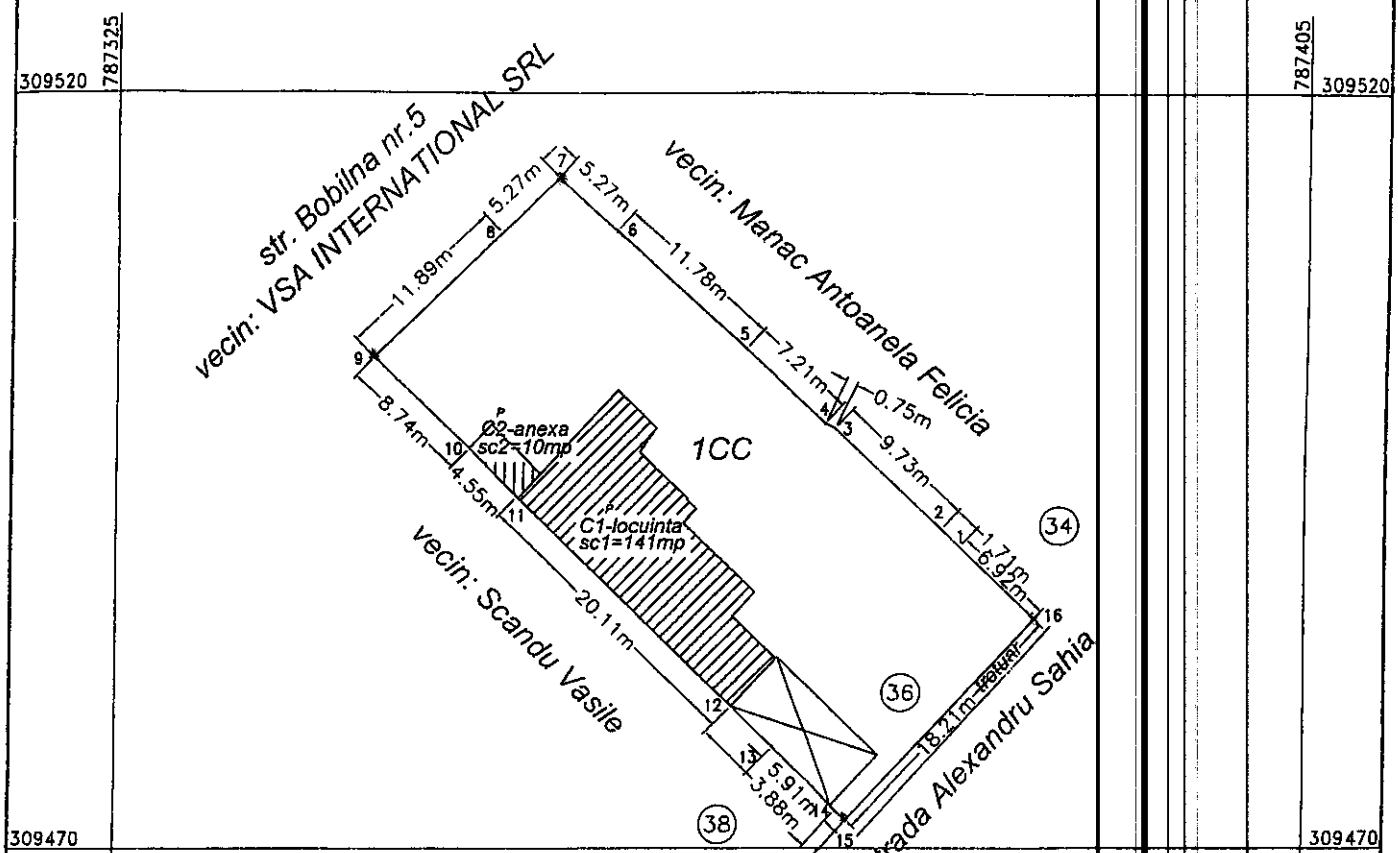 787325
787405
309520
309520
str. Bobilna nr.5
vecin: VSA INTERNATIONAL SRL
vecin: Manac Antoanela Felicia
7
5.27m
5.27m
8
6
11.89m
11.78m
9
5
7.21m
4
0.75m
3
8.74m
9.73m
P
C2-anexa
sc2=10mp
1CC
10
4.55m
11
2
34
P
C1-locuinta
sc1=141mp
1.71m
6.92m
vecin: Scandu Vasile
20.11m
16
trotuar
18.21m
36
12
13
5.91m
3.88m
38
15
trada Alexandru Sahia
309470
309470